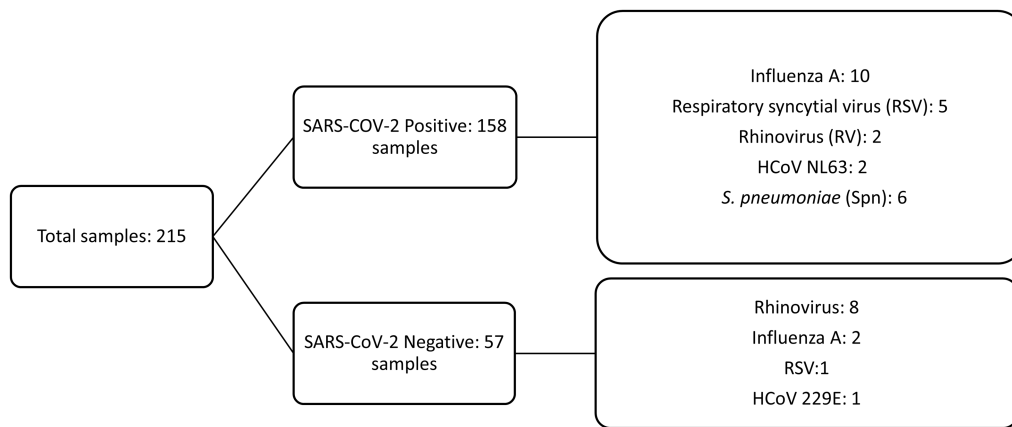 Total samples: 215
SARS-COV-2 Positive: 158
samples
SARS-CoV-2 Negative: 57
samples
Influenza A: 10
Respiratory syncytial virus (RSV): 5
Rhinovirus (RV): 2
HCoV NL63: 2
S. pneumoniae (Spn): 6
Rhinovirus: 8
Influenza A: 2
RSV:1
HCoV 229E: 1